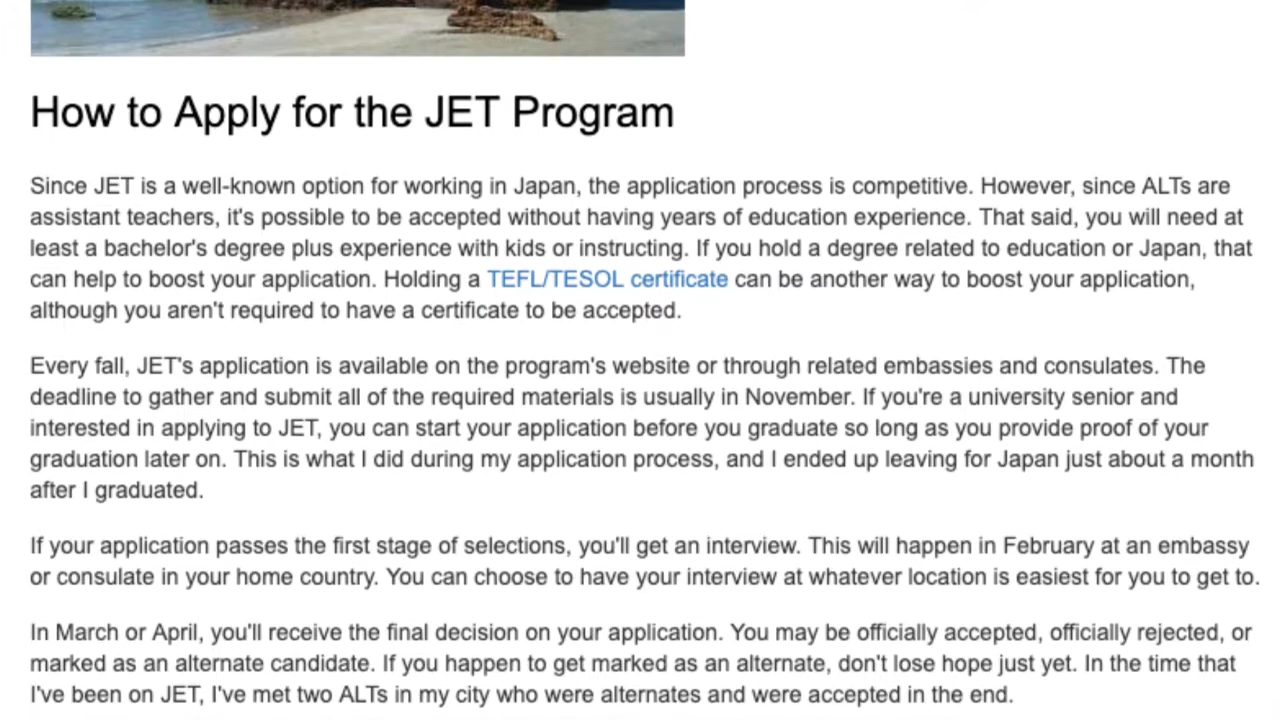 How to Apply for the JET Program
Since JET is a well-known option for working in Japan, the application process is competitive. However, since ALTs are
assistant teachers, it's possible to be accepted without having years of education experience. That said, you will need at
least a bachelor's degree plus experience with kids or instructing. If you hold a degree related to education or Japan, that
can help to boost your application. Holding a TEFL/TESOL certificate can be another way to boost your application,
although you aren't required to have a certificate to be accepted.
Every fall, JET's application is available on the program's website or through related embassies and consulates. The
deadline to gather and submit all of the required materials is usually in November. If you're a university senior and
interested in applying to JET, you can start your application before you graduate so long as you provide proof of your
graduation later on. This is what I did during my application process, and I ended up leaving for Japan just about a month
after I graduated.
If your application passes the first stage of selections, you'll get an interview. This will happen in February at an embassy
or consulate in your home country. You can choose to have your interview at whatever location is easiest for you to get to.
In March or April, you'll receive the final decision on your application. You may be officially accepted, officially rejected, or
marked as an alternate candidate. If you happen to get marked as an alternate, don't lose hope just yet. In the time that
I've been on JET, I've met two ALTs in my city who were alternates and were accepted in the end.